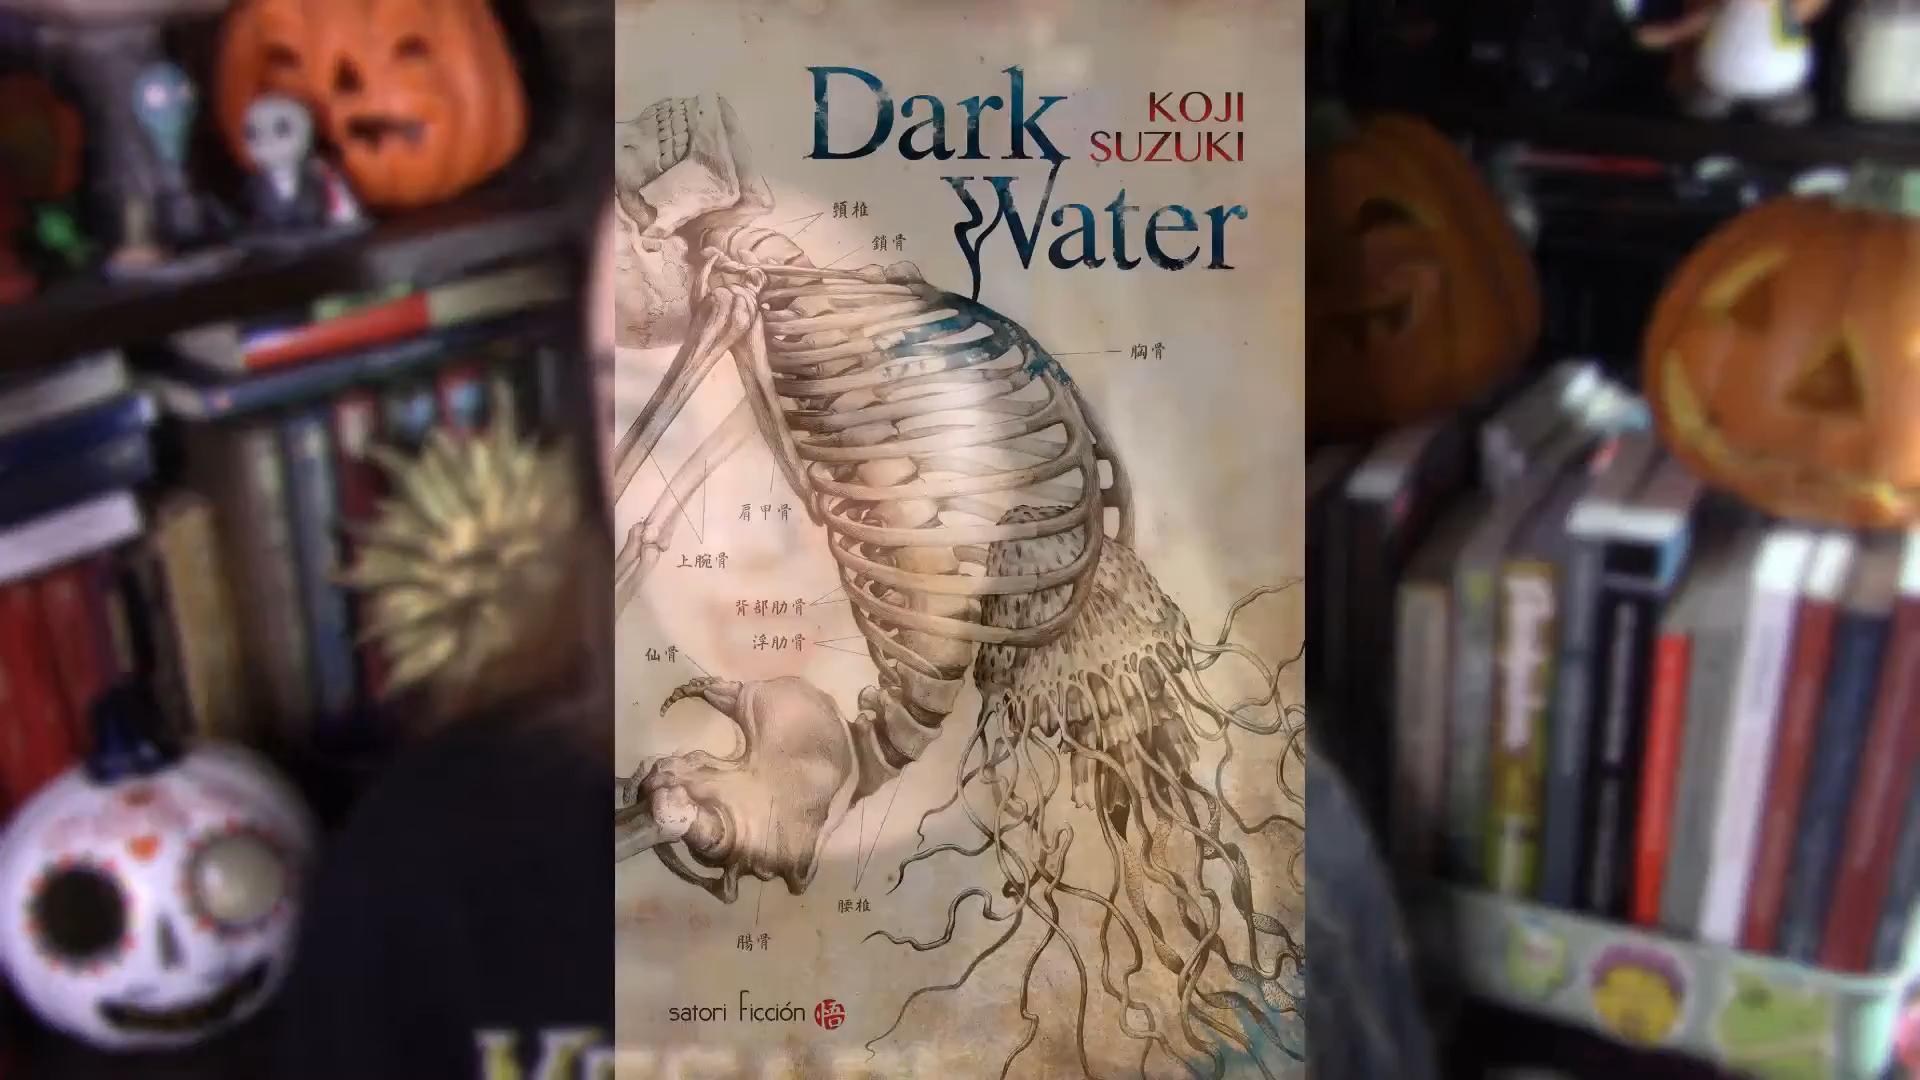 Dark
KOJI
SUZUKI
Water
頸椎
鎖骨
胸骨
肩甲骨
上腕骨
背部肋骨
浮肋骨
仙骨
腰椎
腸骨
satori Ficción 悟